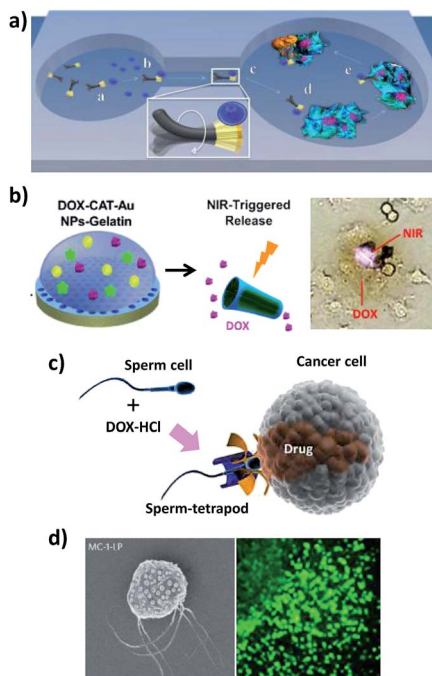 a)
b
a
c
d
e
b)
DOX-CAT-Au
NPs-Gelatin
NIR-Triggered
Release
DOX
NIR
DOX
c)
Sperm cell
+
DOX-HCl
Cancer cell
Drug
Sperm-tetrapod
d)
MC-1-LP